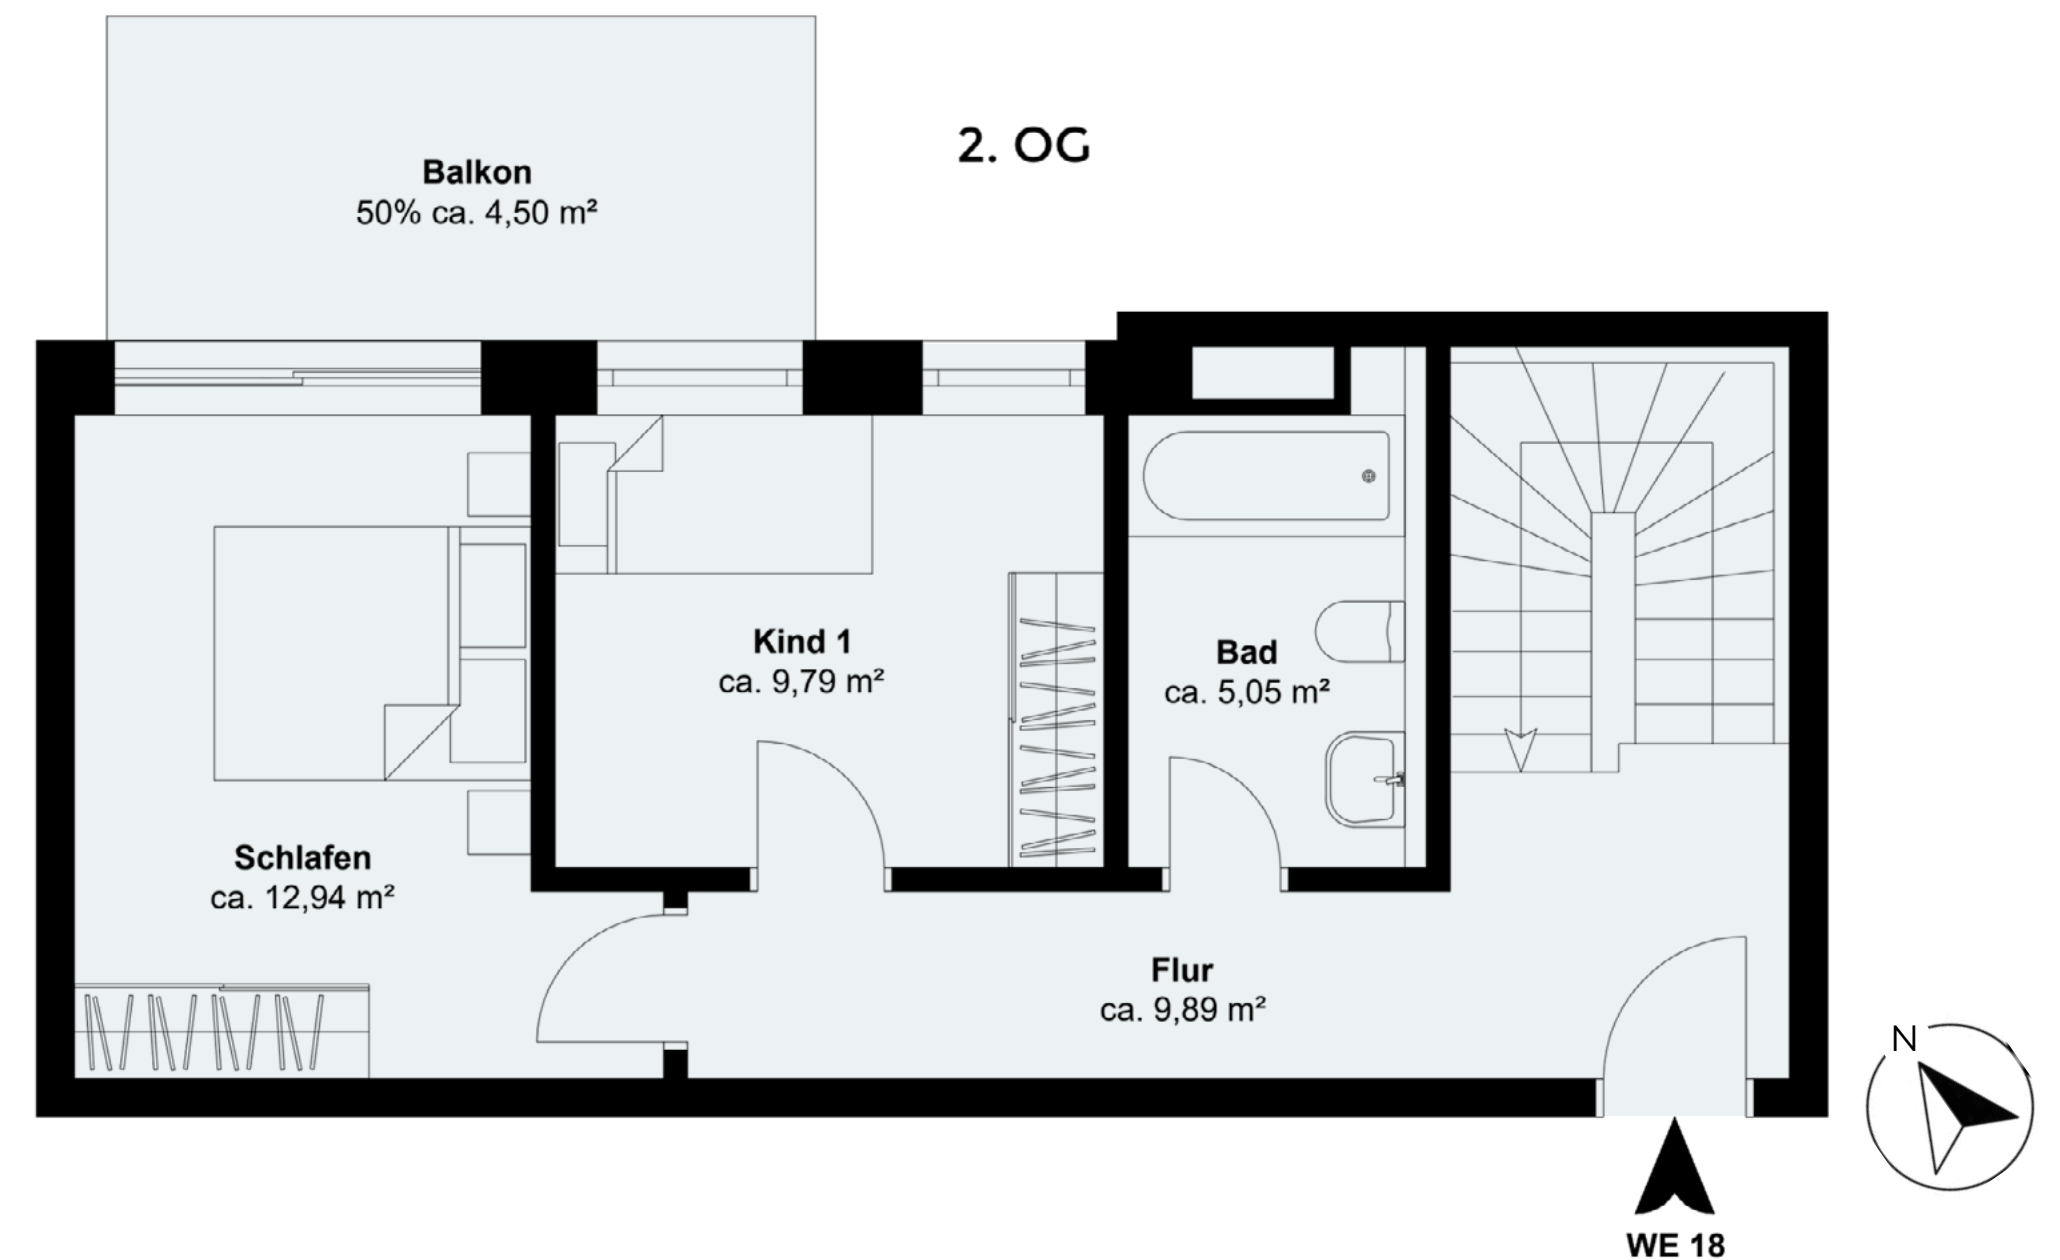 2. OG
Balkon
50% ca. 4,50 m²
Kind 1
ca. 9,79 m²
Bad
ca. 5,05 m²
Schlafen
ca. 12,94 m²
Flur
ca. 9,89 m²
N
WE 18